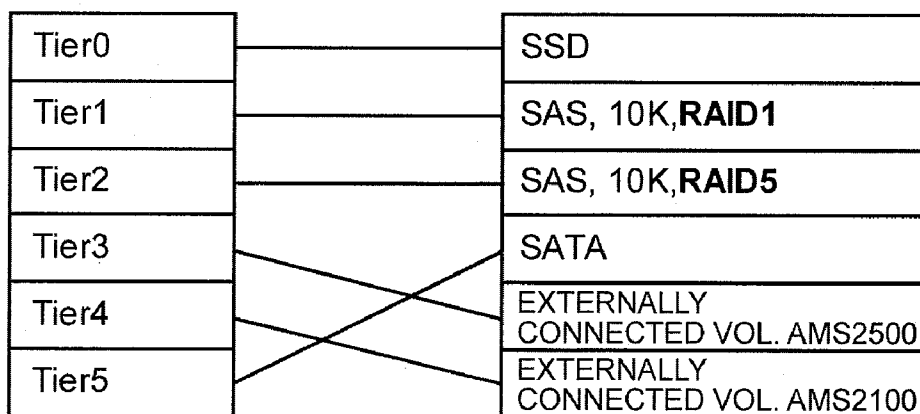 Tier0
SSD
Tier1
SAS, 10K,RAID1
Tier2
SAS, 10K,RAID5
Tier3
SATA
Tier4
EXTERNALLY
CONNECTED VOL. AMS2500
Tier5
EXTERNALLY
CONNECTED VOL. AMS2100